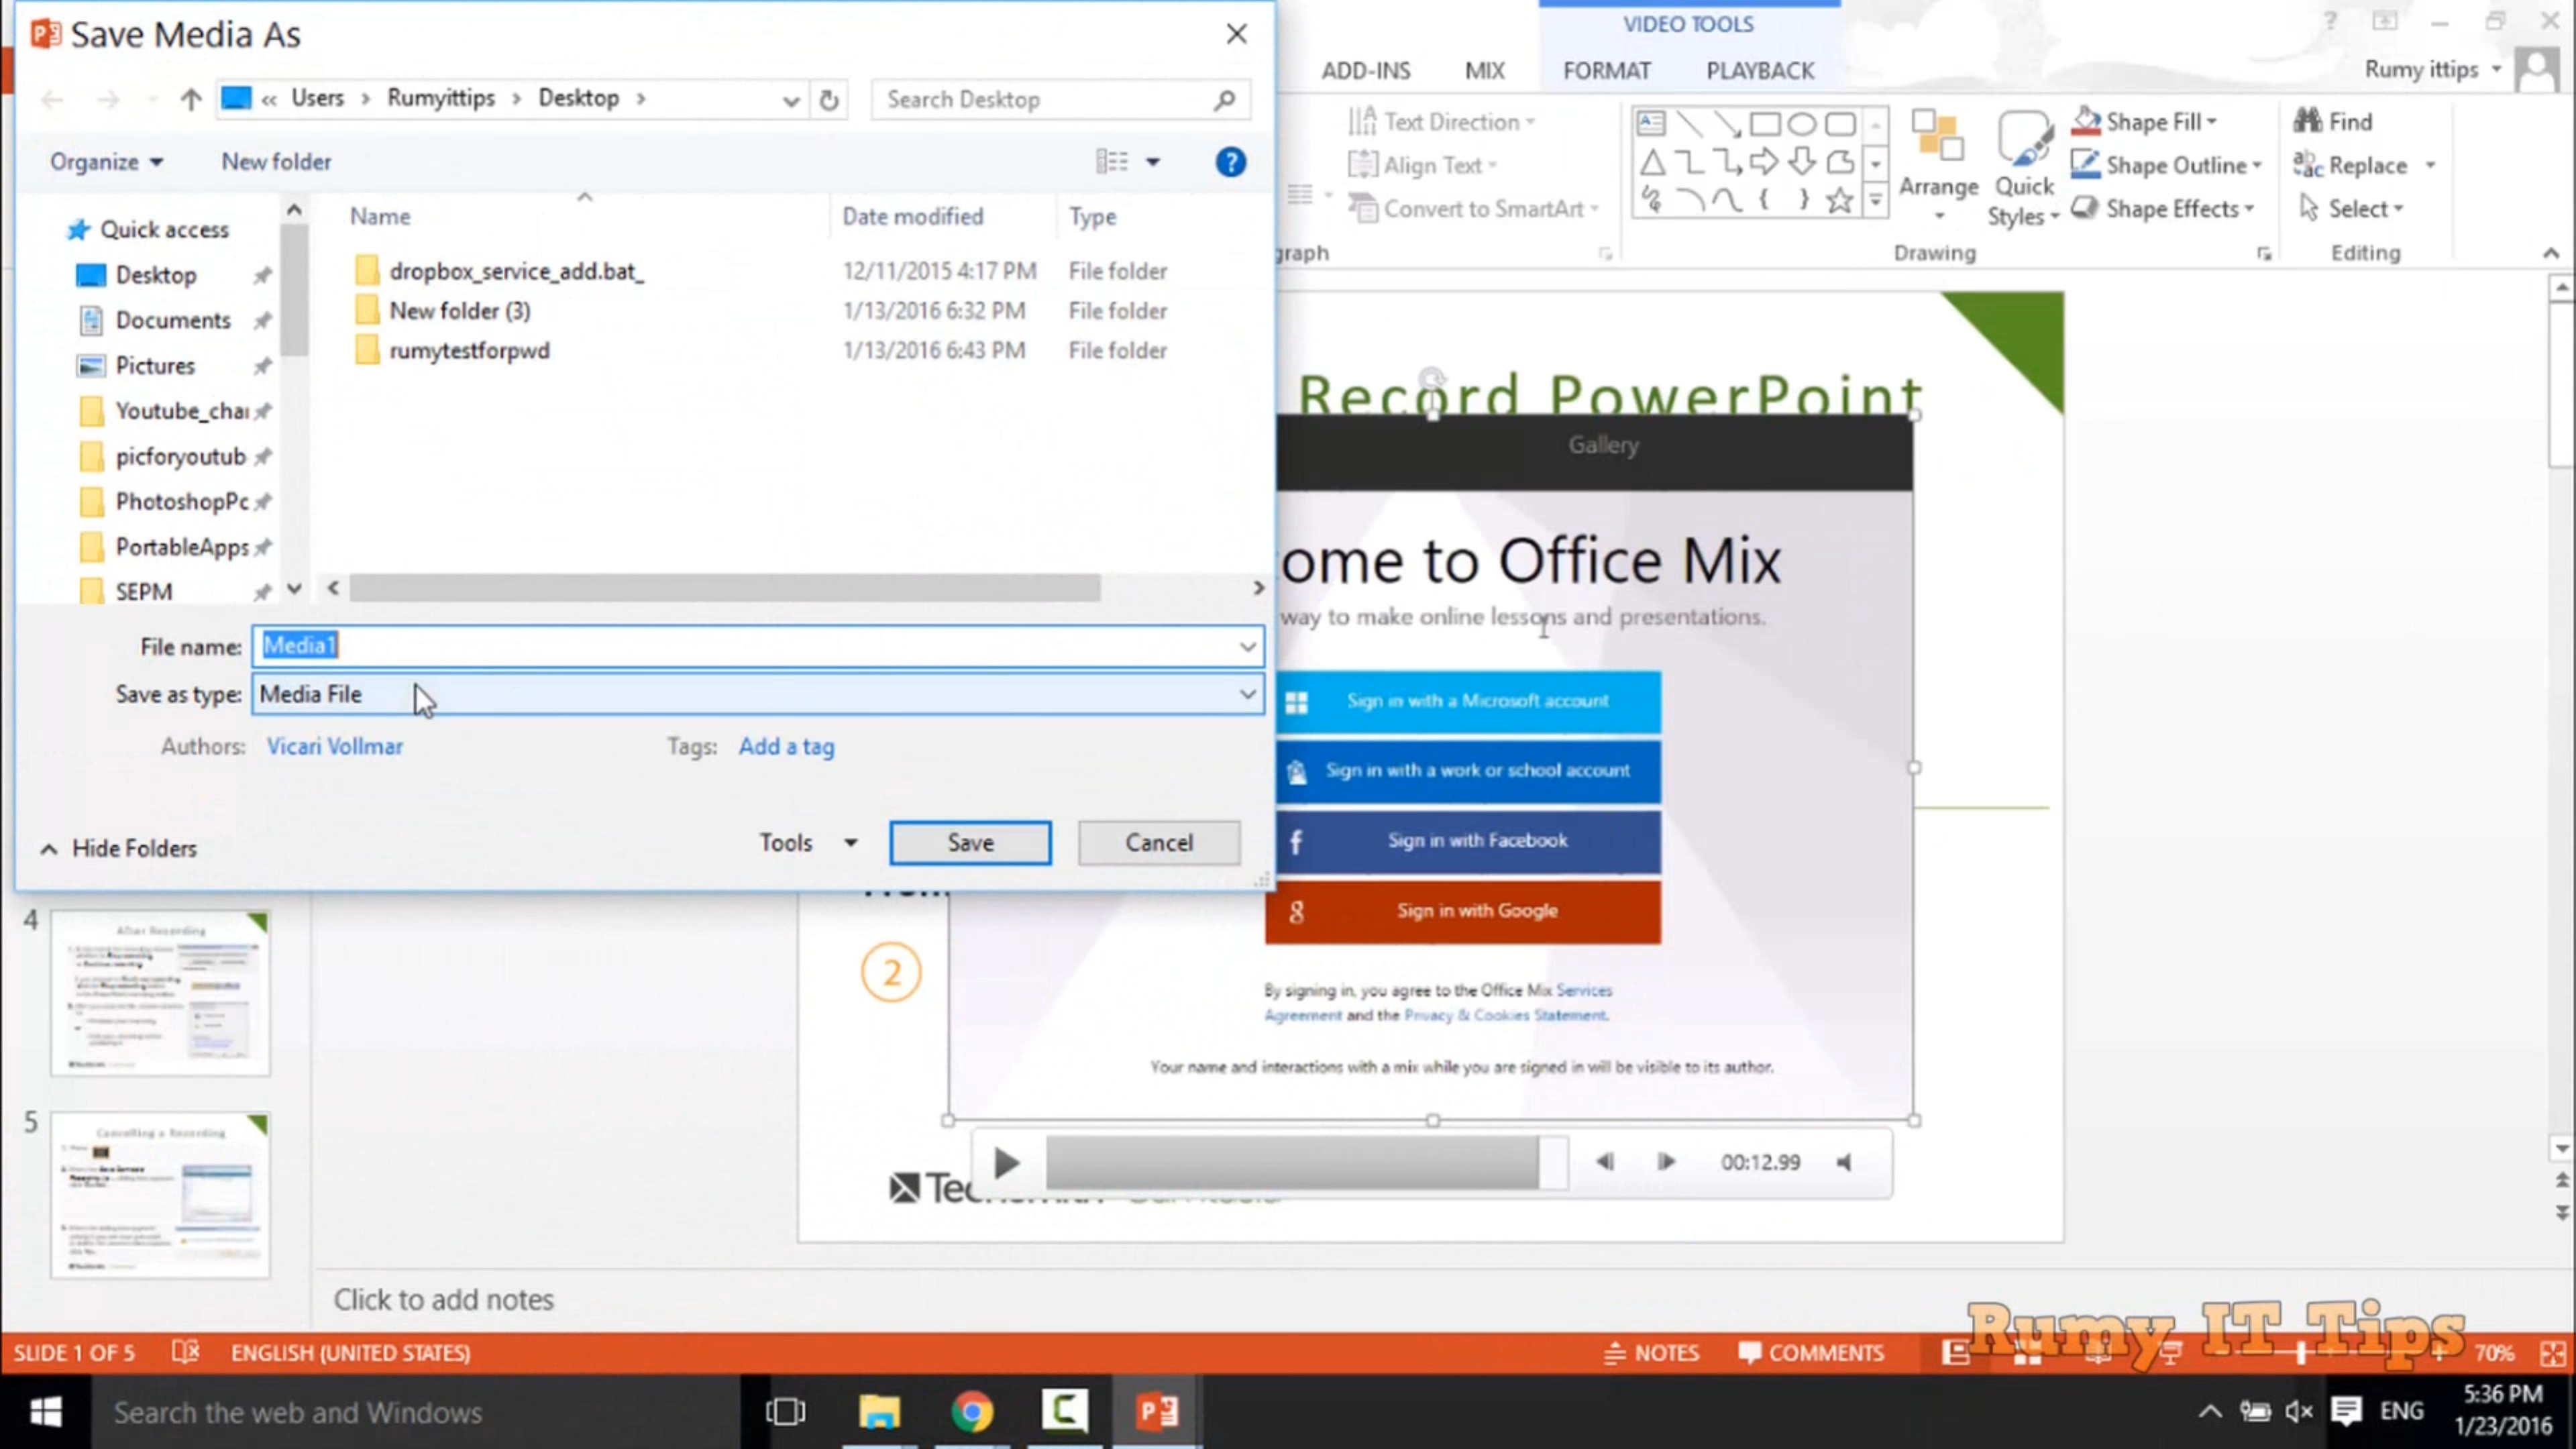 Save Media As
VIDEO TOOLS
ADD-INS MIX FORMAT PLAYBACK
Rumy ittips
« Users › Rumyittips › Desktop ›
Search Desktop
Organize New folder
Text Direction
Align Text
Convert to SmartArt
Arrange
Quick
Styles
Shape Fill
Shape Outline
Shape Effects
Find
Replace
Select
Drawing
Editing
Name Date modified Type
Quick access
Desktop
Documents
Pictures
picforyoutub
PhotoshopPc
PortableApps
SEPM
dropbox_service_add.bat_ 12/11/2015 4:17 PM File folder
New folder (3) 1/13/2016 6:32 PM File folder
rumytestforpwd 1/13/2016 6:43 PM File folder
File name: Media1
Save as type: Media File
Authors: Vicari Vollmar Tags: Add a tag
Hide Folders Tools Save Cancel
Record PowerPoint
Gallery
ome to Office Mix
way to make online lessons and presentations.
Sign in with a Microsoft account
Sign in with a work or school account
f Sign in with Facebook
g Sign in with Google
By signing in, you agree to the Office Mix Services
Agreement and the Privacy & Cookies Statement.
Your name and interactions with a mix while you are signed in will be visible to its author.
2
00:12.99
4
After Recording
5
Cancelling a Recording
Click to add notes
Rumy IT Tips
SLIDE 1 OF 5 ENGLISH (UNITED STATES) NOTES COMMENTS 70%
Search the web and Windows
ENG
5:36 PM
1/23/2016